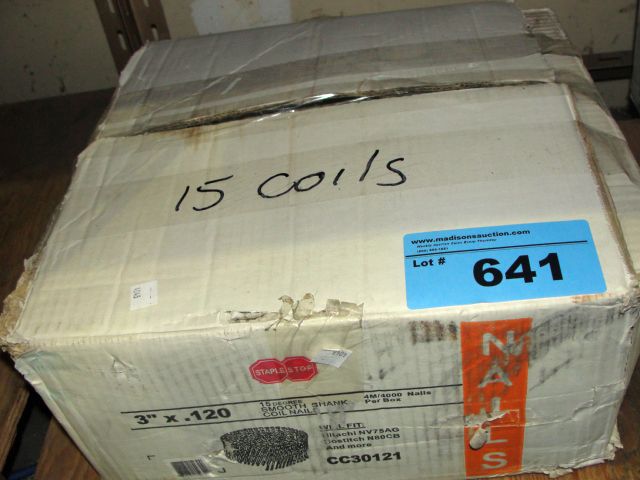 15 coils
www.madisonsauction.com
Lot #
641
STAPLE STOP
3" x .120
15 DEGREE
SMOOTH SHANK
COIL NAILS
4M/4000 Nails
Per Box
WILL FIT:
Hitachi NV75AG
Bostitch N80CB
And more
CC30121
NAILS